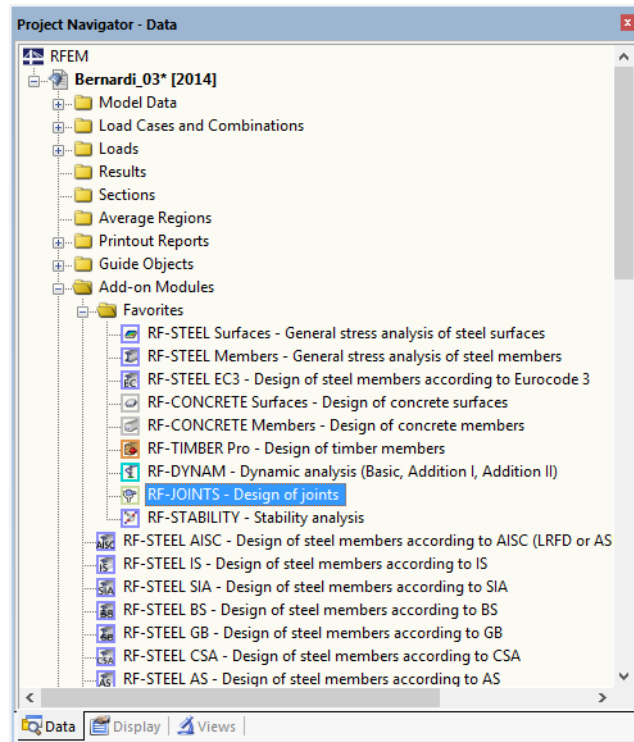 Project Navigator - Data
RFEM
Bernardi_03* [2014]
Model Data
Load Cases and Combinations
Loads
Results
Sections
Average Regions
Printout Reports
Guide Objects
Add-on Modules
Favorites
RF-STEEL Surfaces - General stress analysis of steel surfaces
RF-STEEL Members - General stress analysis of steel members
EC RF-STEEL EC3 - Design of steel members according to Eurocode 3
RF-CONCRETE Surfaces - Design of concrete surfaces
RF-CONCRETE Members - Design of concrete members
RF-TIMBER Pro - Design of timber members
RF-DYNAM - Dynamic analysis (Basic, Addition I, Addition II)
RF-JOINTS - Design of joints
RF-STABILITY - Stability analysis
AISC RF-STEEL AISC - Design of steel members according to AISC (LRFD or AS
IS RF-STEEL IS - Design of steel members according to IS
SIA RF-STEEL SIA - Design of steel members according to SIA
BS RF-STEEL BS - Design of steel members according to BS
GB RF-STEEL GB - Design of steel members according to GB
CSA RF-STEEL CSA - Design of steel members according to CSA
AS RF-STEEL AS - Design of steel members according to AS
Data Display Views